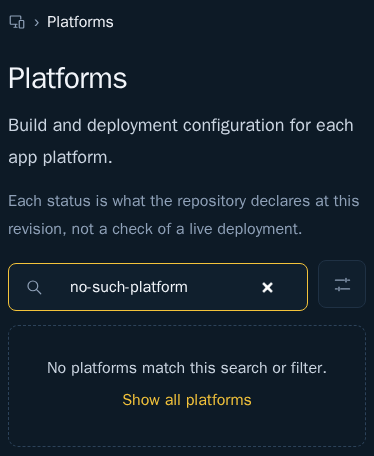 › Platforms
Platforms
Build and deployment configuration for each
app platform.
Each status is what the repository declares at this
revision, not a check of a live deployment.
no-such-platform
No platforms match this search or filter.
Show all platforms